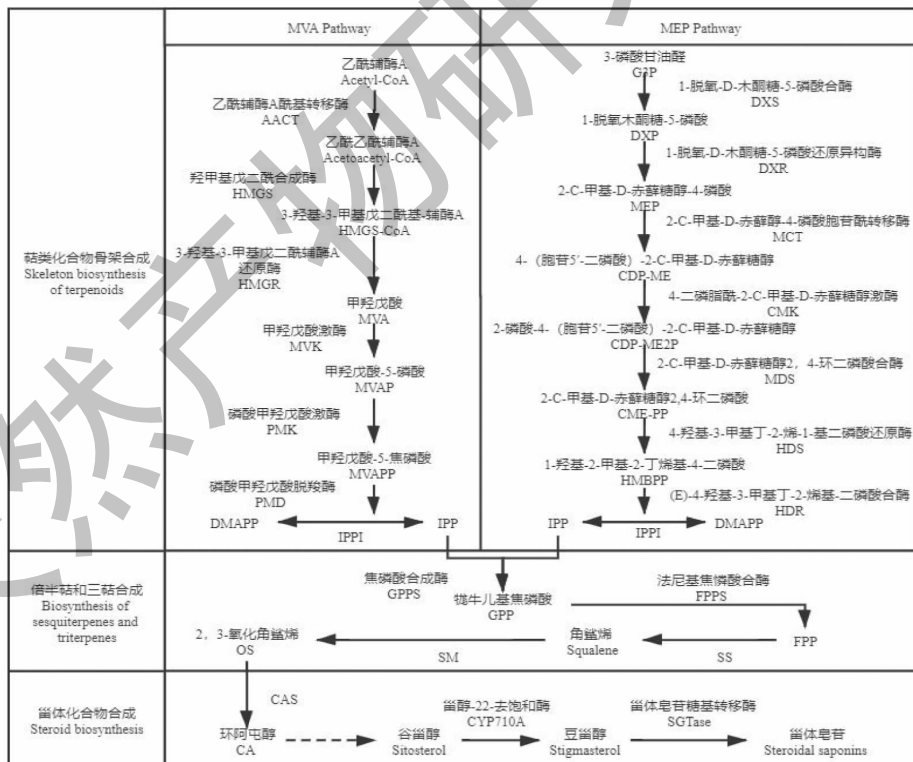 MVA Pathway
MEP Pathway
萜类化合物骨架合成
Skeleton biosynthesis
of terpenoids
乙酰辅酶A
Acetyl-CoA
乙酰辅酶A酰基转移酶
AACT
乙酰乙酰辅酶A
Acetoacetyl-CoA
羟甲基戊二酰合成酶
HMGS
3-羟基-3-甲基戊二酰基-辅酶A
HMGS-CoA
3-羟基-3-甲基戊二酰辅酶A
还原酶
HMGR
甲羟戊酸
MVA
甲羟戊酸激酶
MVK
甲羟戊酸-5-磷酸
MVAP
磷酸甲羟戊酸激酶
PMK
甲羟戊酸-5-焦磷酸
MVAPP
磷酸甲羟戊酸脱羧酶
PMD
DMAPP
IPPI
IPP
3-磷酸甘油醛
G3P
1-脱氧-D-木酮糖-5-磷酸合酶
DXS
1-脱氧木酮糖-5-磷酸
DXP
1-脱氧-D-木酮糖-5-磷酸还原异构酶
DXR
2-C-甲基-D-赤藓糖醇-4-磷酸
MEP
2-C-甲基-D-赤藓醇-4-磷酸胞苷酰转移酶
MCT
4-（胞苷5′-二磷酸）-2-C-甲基-D-赤藓糖醇
CDP-ME
4-二磷脂酰-2-C-甲基-D-赤藓糖醇激酶
CMK
2-磷酸-4-（胞苷5′-二磷酸）-2-C-甲基-D-赤藓糖醇
CDP-ME2P
2-C-甲基-D-赤藓糖醇2，4-环二磷酸合酶
MDS
2-C-甲基-D-赤藓糖醇2,4-环二磷酸
CME-PP
4-羟基-3-甲基丁-2-烯-1-基二磷酸还原酶
HDS
1-羟基-2-甲基-2-丁烯基-4-二磷酸
HMBPP
(E)-4-羟基-3-甲基丁-2-烯基-二磷酸合酶
HDR
IPP
IPPI
DMAPP
倍半萜和三萜合成
Biosynthesis of
sesquiterpenes and
triterpenes
焦磷酸合成酶
GPPS
牻牛儿基焦磷酸
GPP
法尼基焦磷酸合酶
FPPS
2，3-氧化角鲨烯
OS
SM
角鲨烯
Squalene
SS
FPP
甾体化合物合成
Steroid biosynthesis
CAS
环阿屯醇
CA
谷甾醇
Sitosterol
甾醇-22-去饱和酶
CYP710A
豆甾醇
Stigmasterol
甾体皂苷糖基转移酶
SGTase
甾体皂苷
Steroidal saponins
然产物研